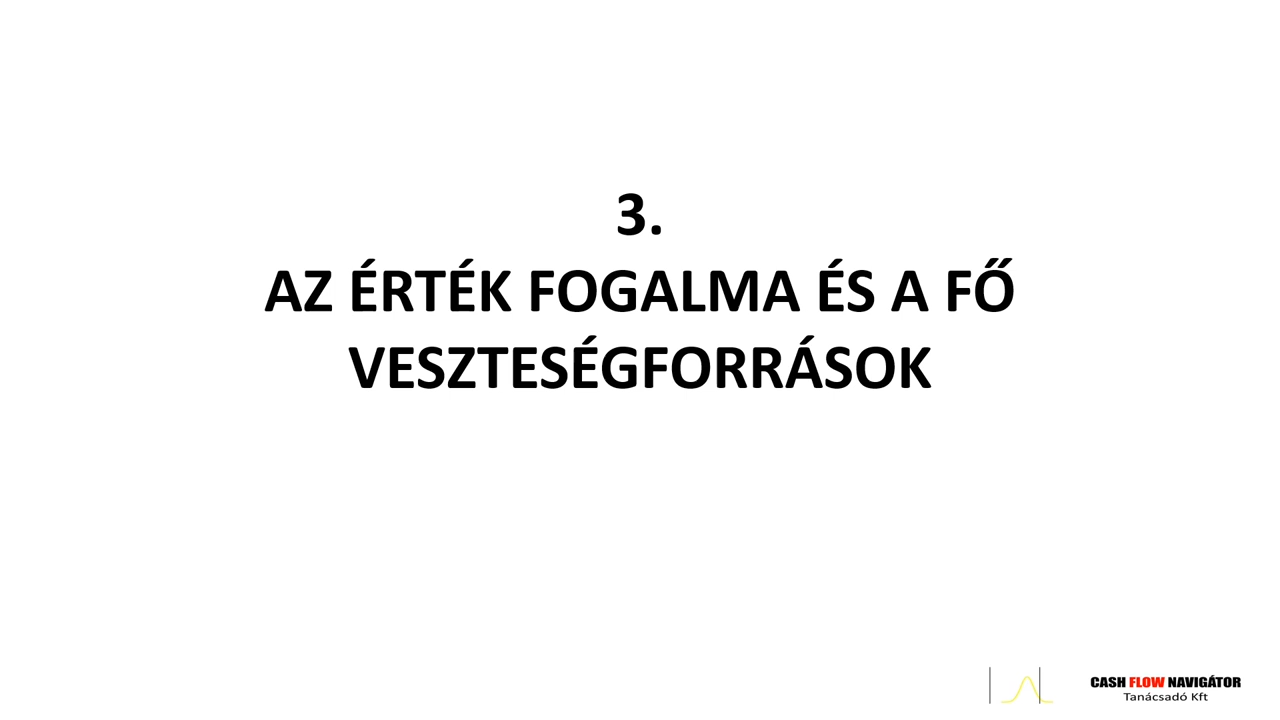 3.
AZ ÉRTÉK FOGALMA ÉS A FŐ
VESZTESÉGFORRÁSOK
CASH FLOW NAVIGÁTOR
Tanácsadó Kft